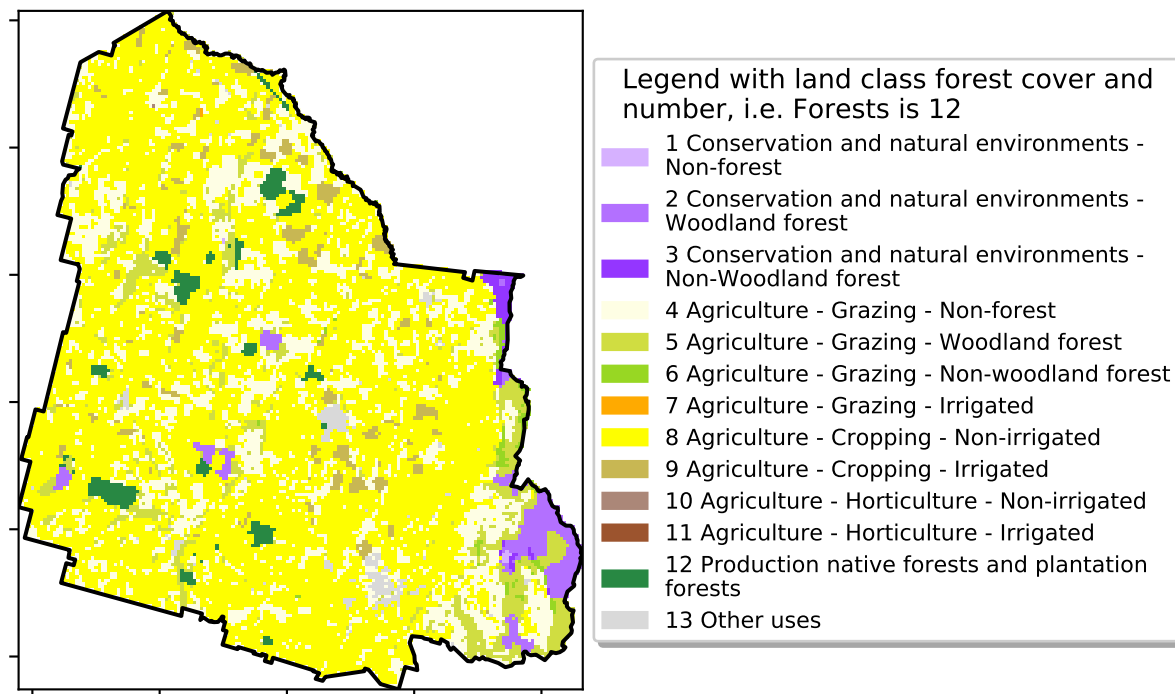 Legend with land class forest cover and
number, i.e. Forests is 12
1 Conservation and natural environments -
Non-forest
2 Conservation and natural environments -
Woodland forest
3 Conservation and natural environments -
Non-Woodland forest
4 Agriculture - Grazing - Non-forest
5 Agriculture - Grazing - Woodland forest
6 Agriculture - Grazing - Non-woodland forest
7 Agriculture - Grazing - Irrigated
8 Agriculture - Cropping - Non-irrigated
9 Agriculture - Cropping - Irrigated
10 Agriculture - Horticulture - Non-irrigated
11 Agriculture - Horticulture - Irrigated
12 Production native forests and plantation
forests
13 Other uses